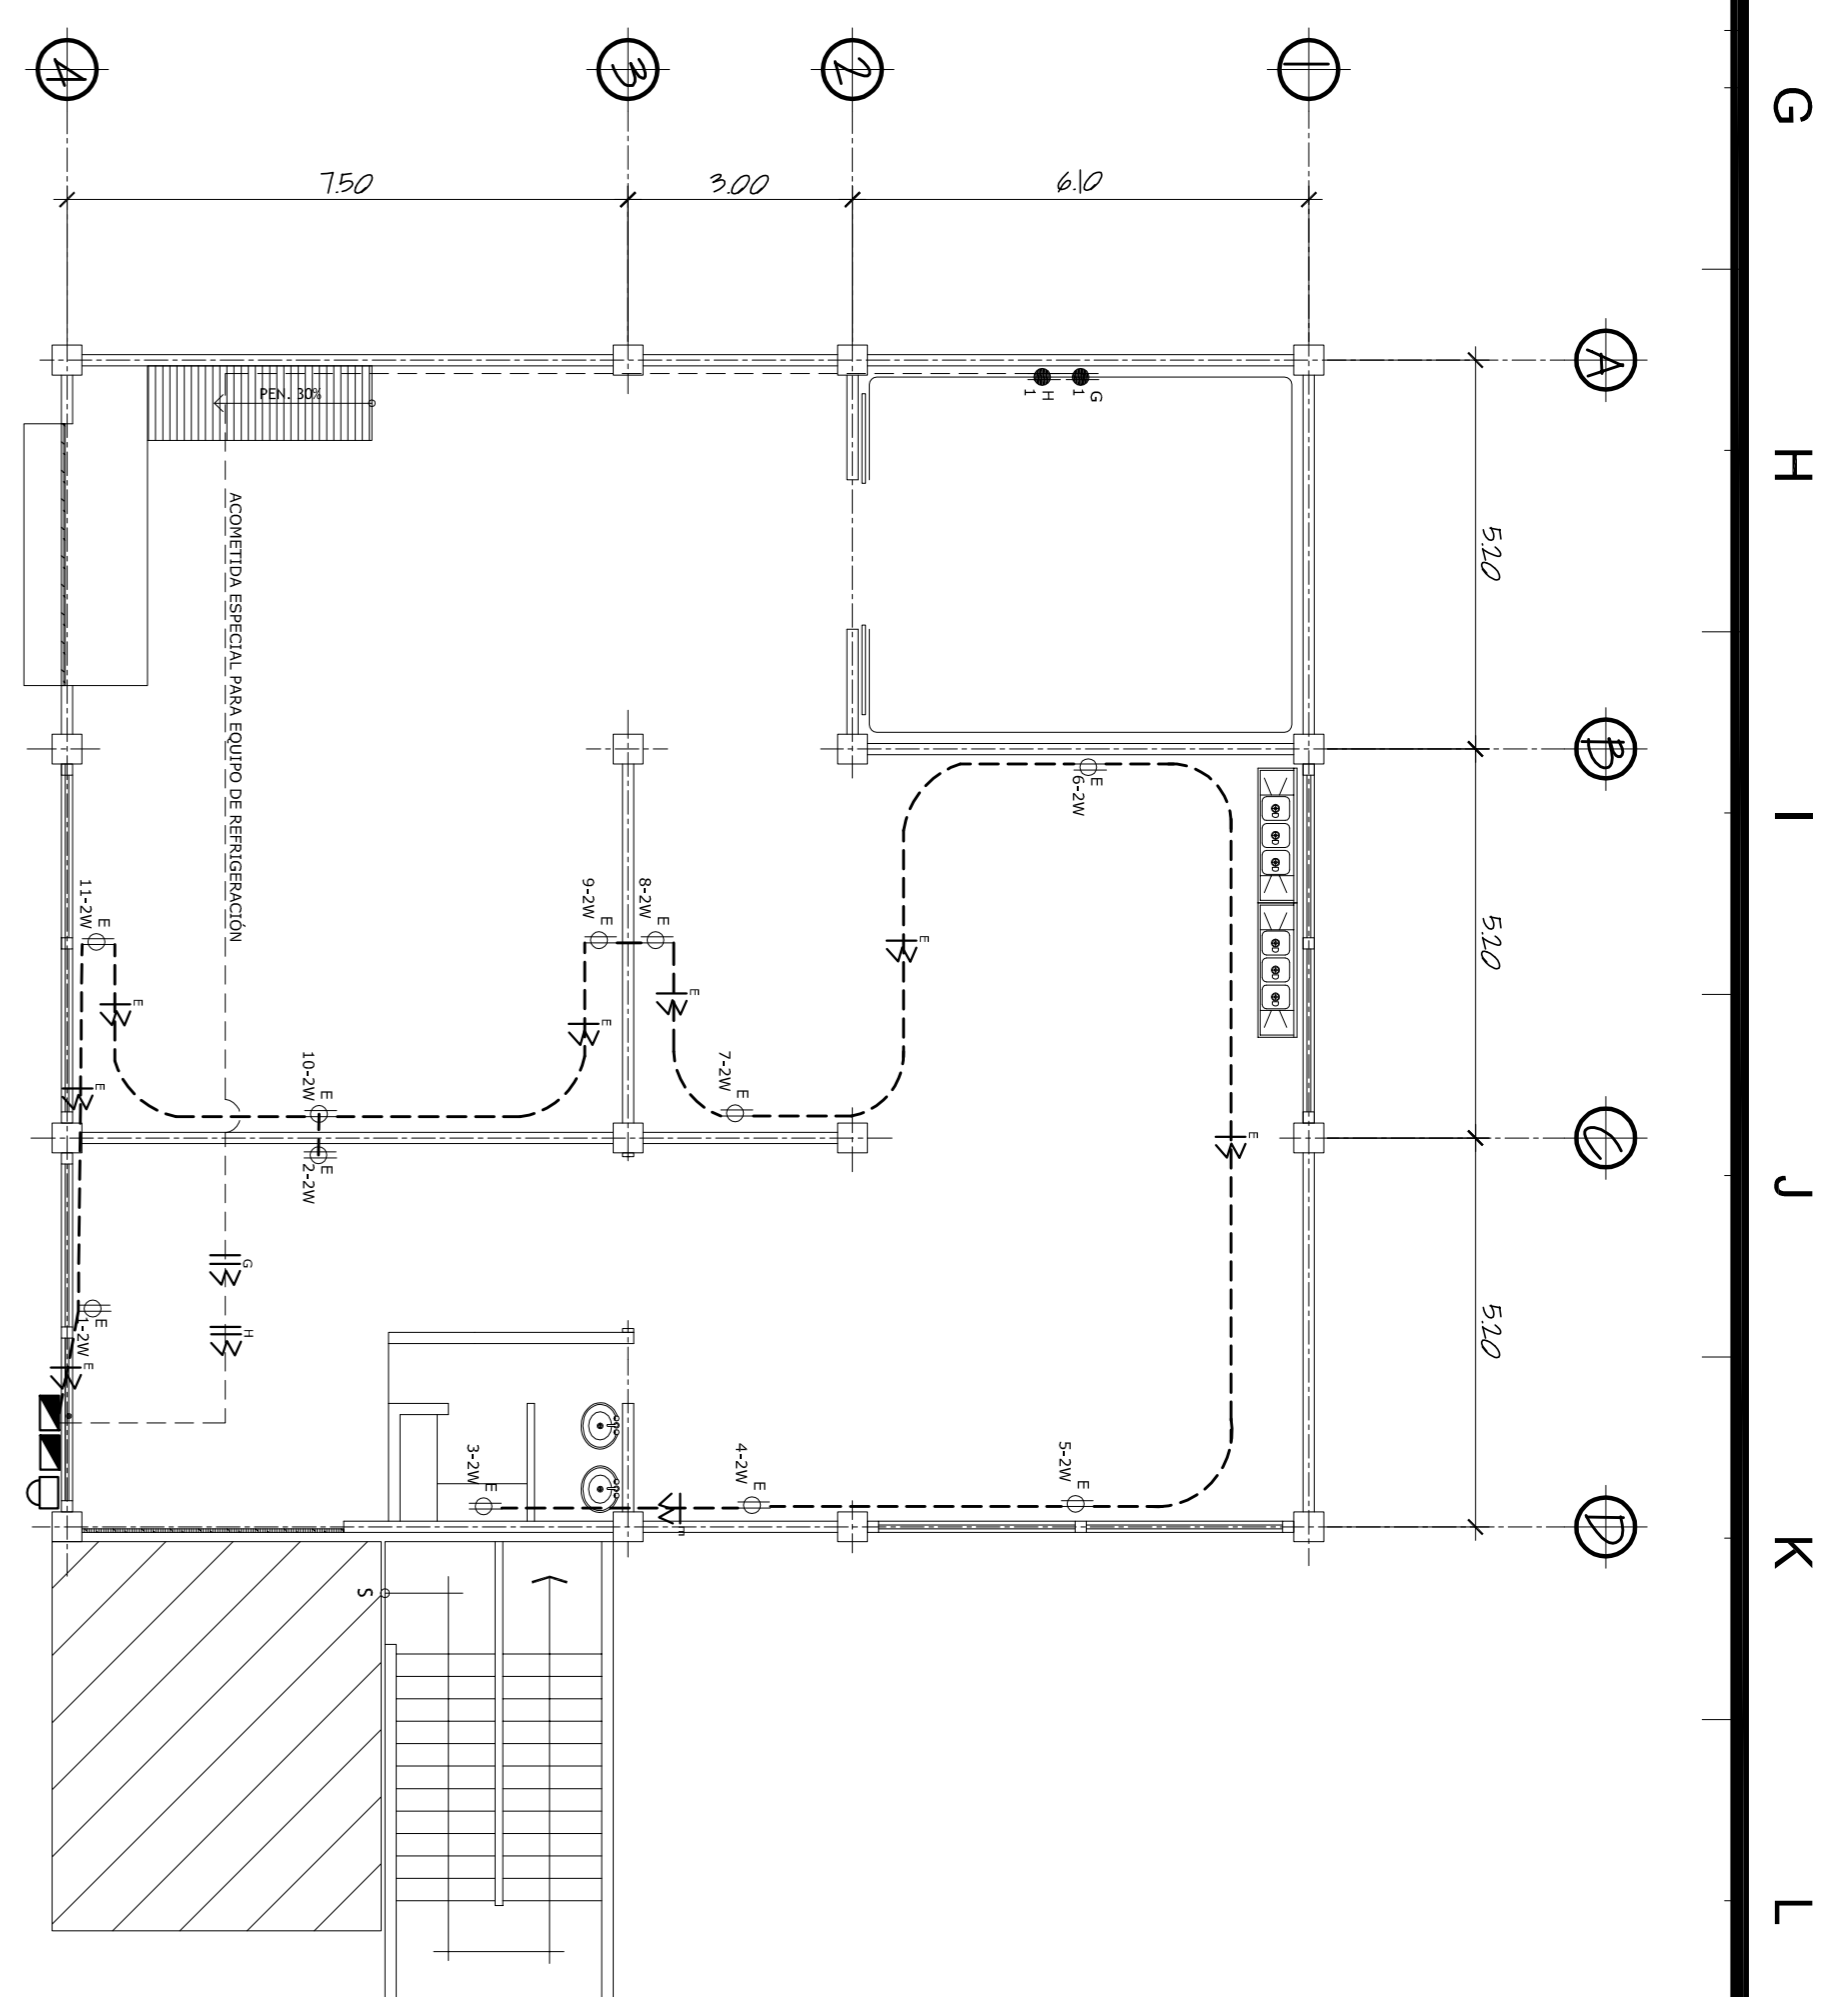 4
3
2
1
7.50
3.00
6.10
A
B
C
D
5.20
5.20
5.20
G
H
I
J
K
L
PEN. 30%
ACOMETIDA ESPECIAL PARA EQUIPO DE REFRIGERACIÓN
H
1
G
1
E
6-2W
E
11-2W
E
9-2W
E
8-2W
E
E
E
E
E
10-2W
E
7-2W
E
E
E
2-2W
G
H
E
1-2W
E
E
3-2W
E
4-2W
E
5-2W
E
S